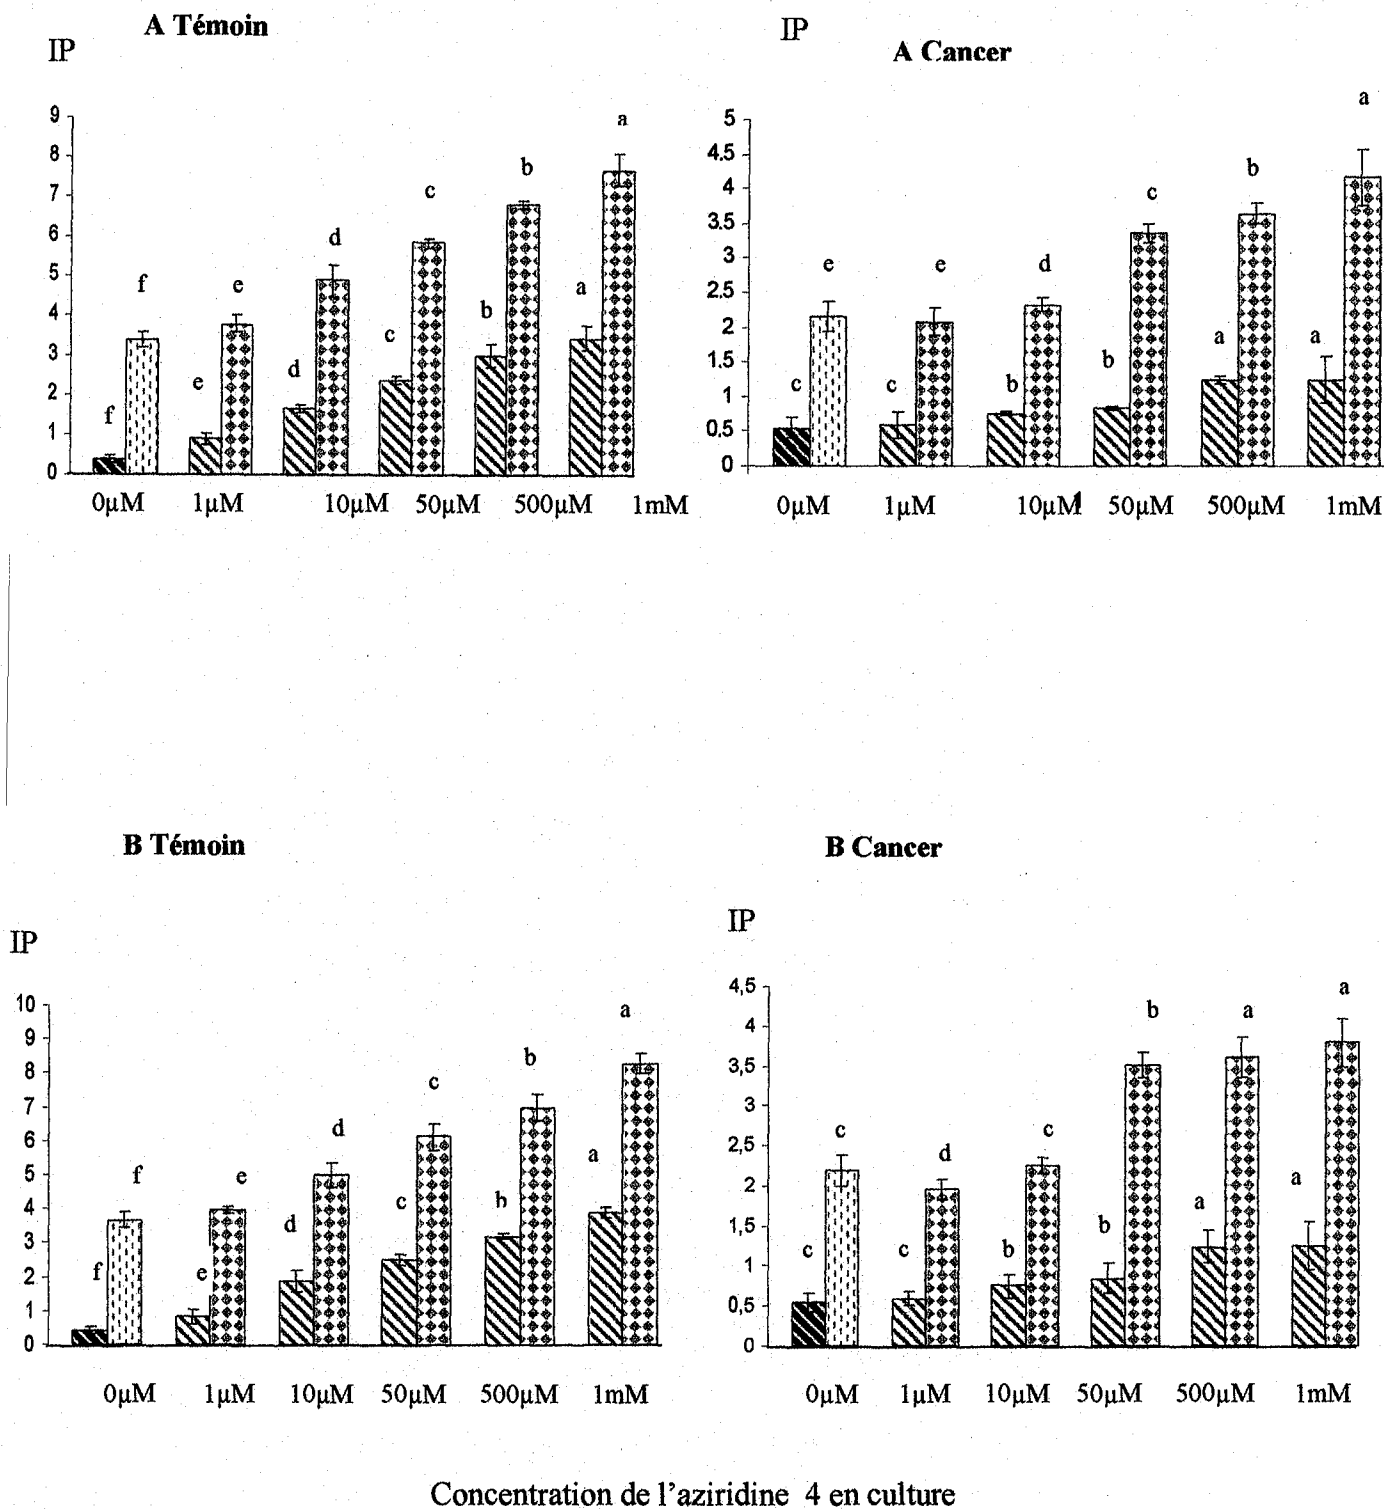 A Témoin
IP
9
8
7
6
5
4
3
2
1
0
f
f
e
e
d
d
c
c
b
b
a
a
0µM 1µM 10µM 50µM 500µM 1mM
IP
A Cancer
5
4.5
4
3.5
3
2.5
2
1.5
1
0,5
0
c
e
c
e
b
d
b
c
a
b
a
a
0µM 1µM 10µM 50µM 500µM 1mM
B Témoin
IP
10
9
8
7
6
5
4
3
2
1
0
f
f
e
e
d
d
c
c
b
b
a
a
0µM 1µM 10µM 50µM 500µM 1mM
B Cancer
IP
4,5
4
3,5
3
2,5
2
1,5
1
0,5
0
c
c
c
d
b
c
b
b
a
a
a
a
0µM 1µM 10µM 50µM 500µM 1mM
Concentration de l'aziridine 4 en culture